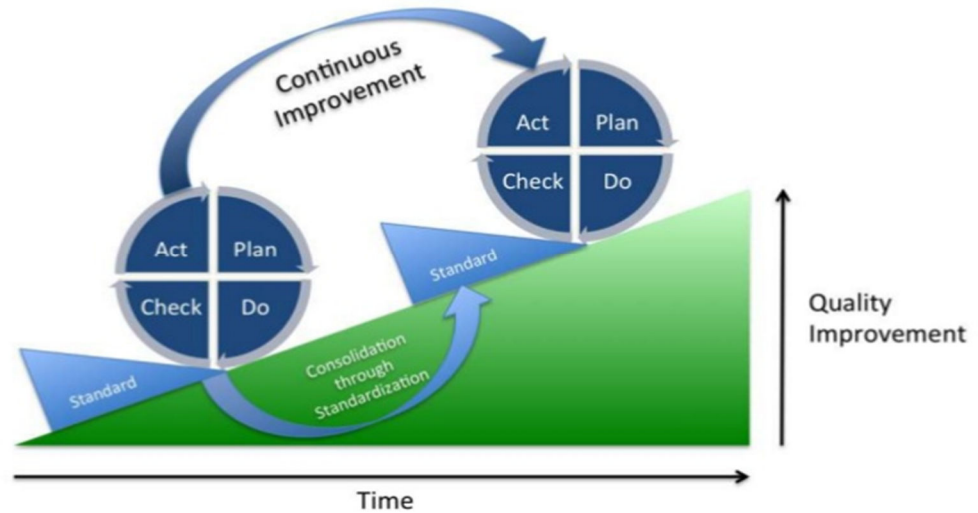 Continuous
Improvement
Act Plan
Check Do
Act Plan
Check Do
Standard
Standard
Consolidation
through
Standardization
Quality
Improvement
Time